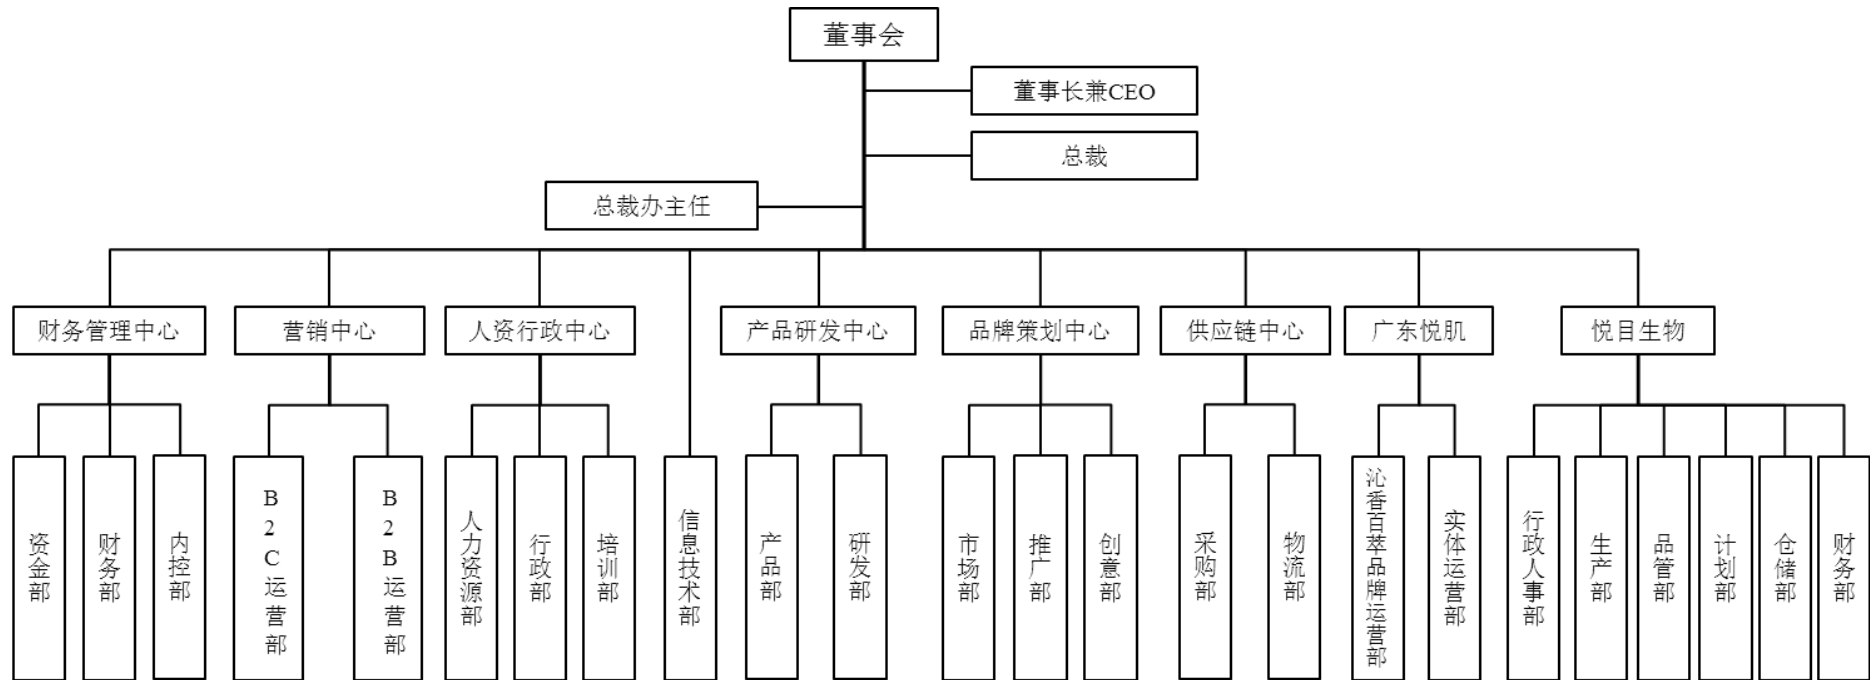 董事会
董事长兼CEO
总裁
总裁办主任
财务管理中心
营销中心
人资行政中心
产品研发中心
品牌策划中心
供应链中心
广东悦肌
悦目生物
资金部
财务部
内控部
B2C运营部
B2B运营部
人力资源部
行政部
培训部
信息技术部
产品部
研发部
市场部
推广部
创意部
采购部
物流部
沁香百萃品牌运营部
实体运营部
行政人事部
生产部
品管部
计划部
仓储部
财务部